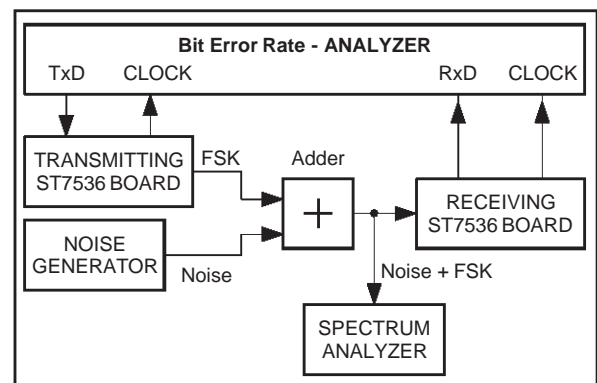 Bit Error Rate - ANALYZER
TxD CLOCK RxD CLOCK
TRANSMITTING
ST7536 BOARD
FSK
Adder
+
RECEIVING
ST7536 BOARD
NOISE
GENERATOR
Noise
Noise + FSK
SPECTRUM
ANALYZER